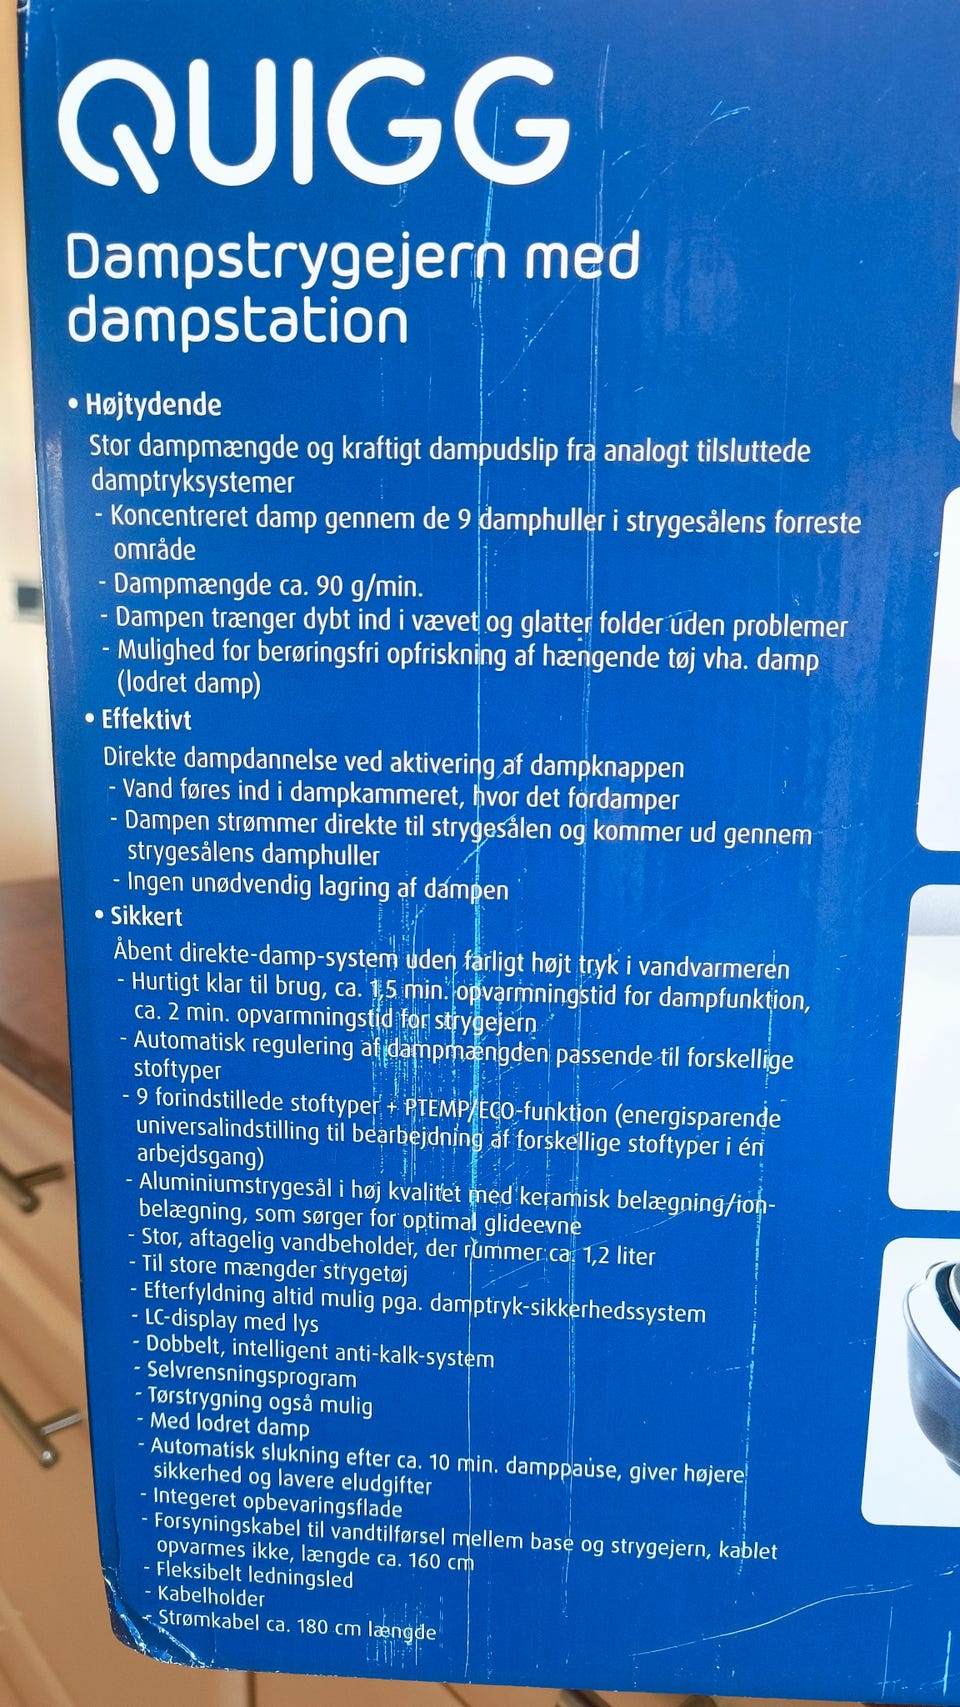 QUIGG
Dampstrygejern med
dampstation
• Højtydende
Stor dampmængde og kraftigt dampudslip fra analogt tilsluttede
damptryksystemer
- Koncentreret damp gennem de 9 damphuller i strygesålens forreste
område
- Dampmængde ca. 90 g/min.
- Dampen trænger dybt ind i vævet og glatter folder uden problemer
- Mulighed for berøringsfri opfriskning af hængende tøj vha. damp
(lodret damp)
• Effektivt
Direkte dampdannelse ved aktivering af dampknappen
- Vand føres ind i dampkammeret, hvor det fordamper
- Dampen strømmer direkte til strygesålen og kommer ud gennem
strygesålens damphuller
- Ingen unødvendig lagring af dampen
• Sikkert
Åbent direkte-damp-system uden farligt højt tryk i vandvarmeren
- Hurtigt klar til brug, ca. 1,5 min. opvarmningstid for dampfunktion,
ca. 2 min. opvarmningstid for strygejern
- Automatisk regulering af dampmængden passende til forskellige
stoftyper
- 9 forindstillede stoftyper + PTEMP/ECO-funktion (energisparende
universalindstilling til bearbejdning af forskellige stoftyper i én
arbejdsgang)
- Aluminiumstrygesål i høj kvalitet med keramisk belægning/ion-
belægning, som sørger for optimal glideevne
- Stor, aftagelig vandbeholder, der rummer ca. 1,2 liter
- Til store mængder strygetøj
- Efterfyldning altid mulig pga. damptryk-sikkerhedssystem
- LC-display med lys
- Dobbelt, intelligent anti-kalk-system
- Selvrensningsprogram
- Tørstrygning også mulig
- Med lodret damp
- Automatisk slukning efter ca. 10 min. damppause, giver højere
sikkerhed og lavere eludgifter
- Integeret opbevaringsflade
- Forsyningskabel til vandtilførsel mellem base og strygejern, kablet
opvarmes ikke, længde ca. 160 cm
- Fleksibelt ledningsled
- Kabelholder
- Strømkabel ca. 180 cm længde